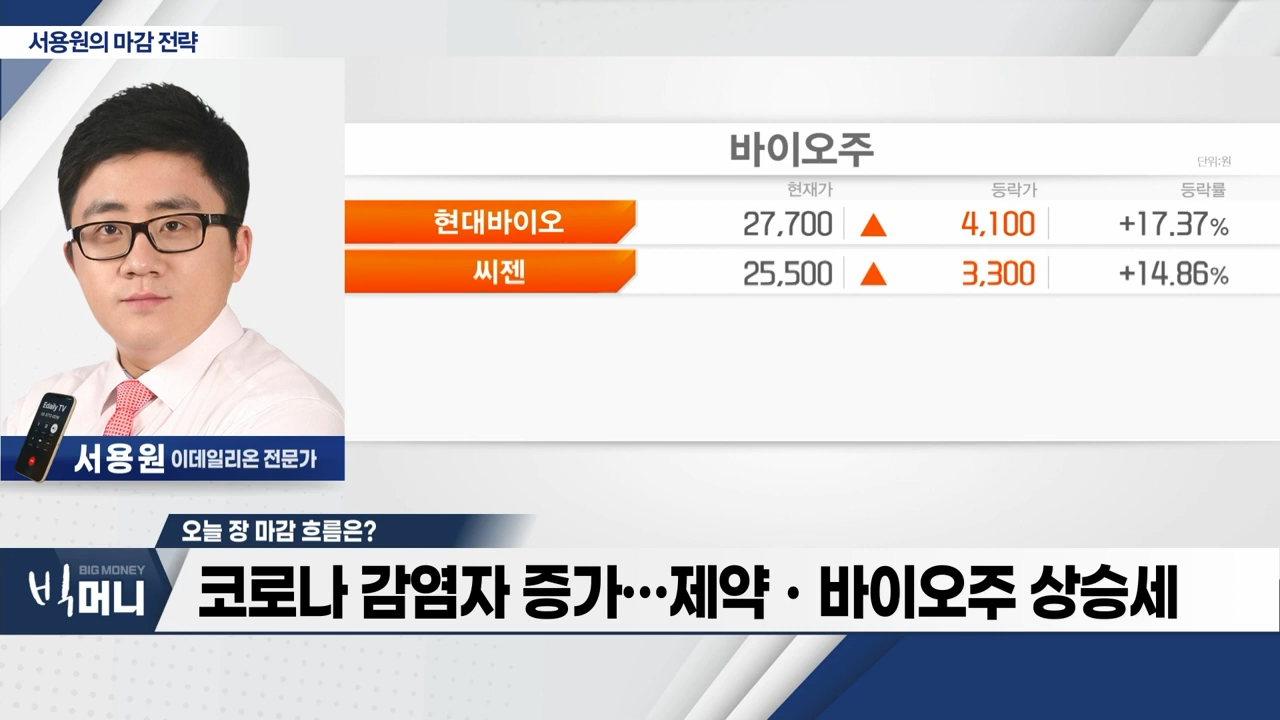 서용원의 마감 전략
바이오주
단위:원
현재가 등락가 등락률
현대바이오 27,700 ▲ 4,100 +17.37%
씨젠 25,500 ▲ 3,300 +14.86%
Edaily TV
서용원 이데일리온 전문가
오늘 장 마감 흐름은?
BIG MONEY
빅머니
코로나 감염자 증가…제약·바이오주 상승세